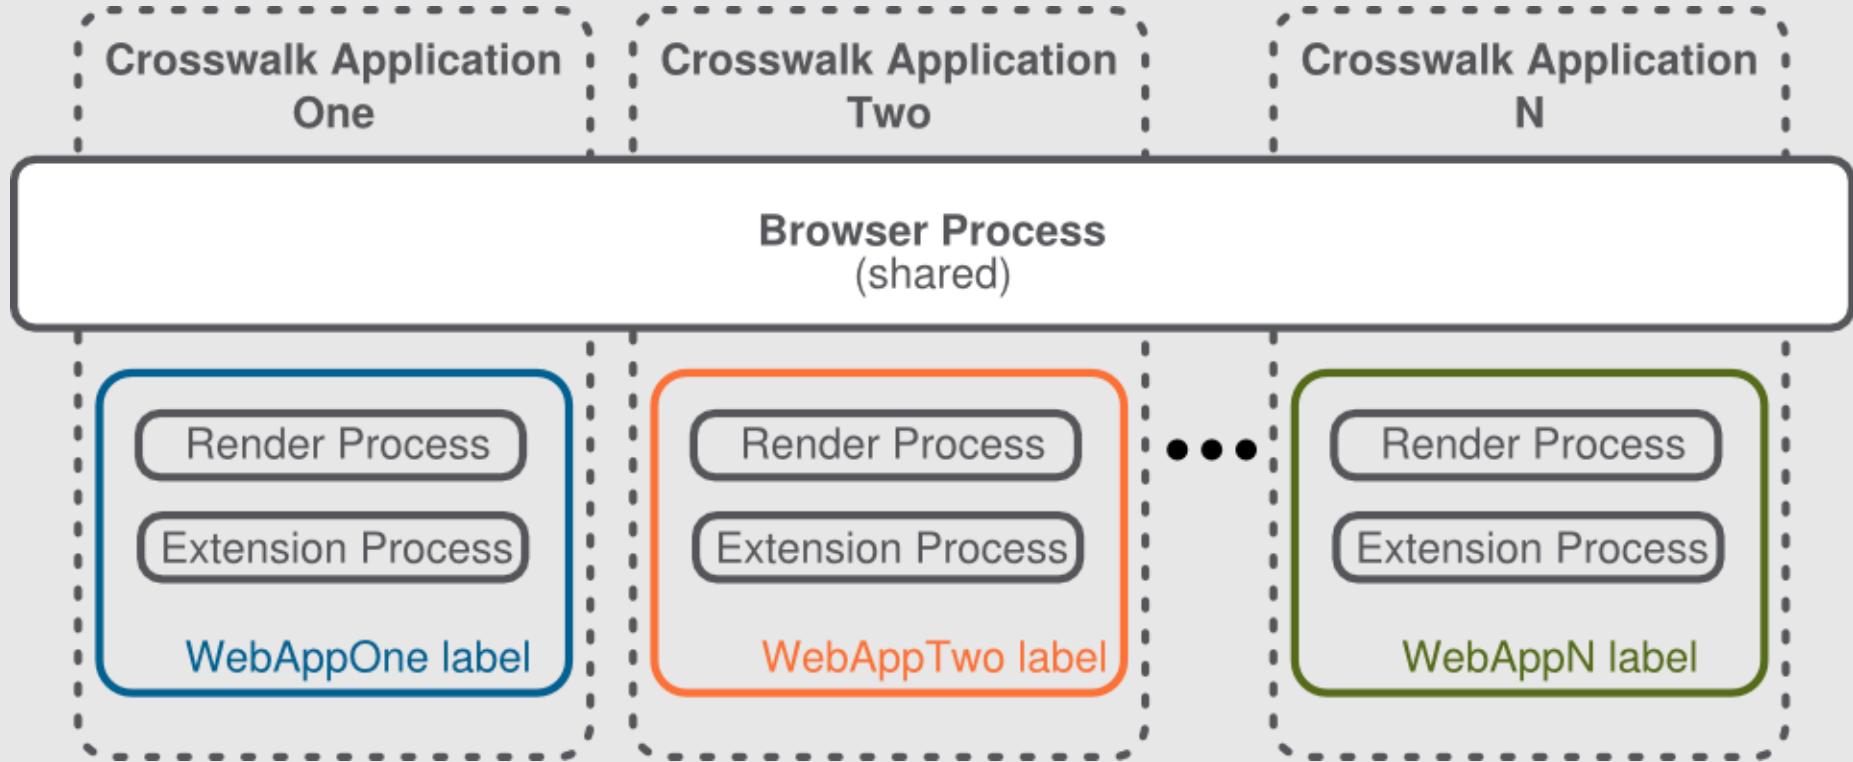 Crosswalk Application
One
Crosswalk Application
Two
Crosswalk Application
N
Browser Process
(shared)
Render Process
Extension Process
WebAppOne label
Render Process
Extension Process
WebAppTwo label
Render Process
Extension Process
WebAppN label